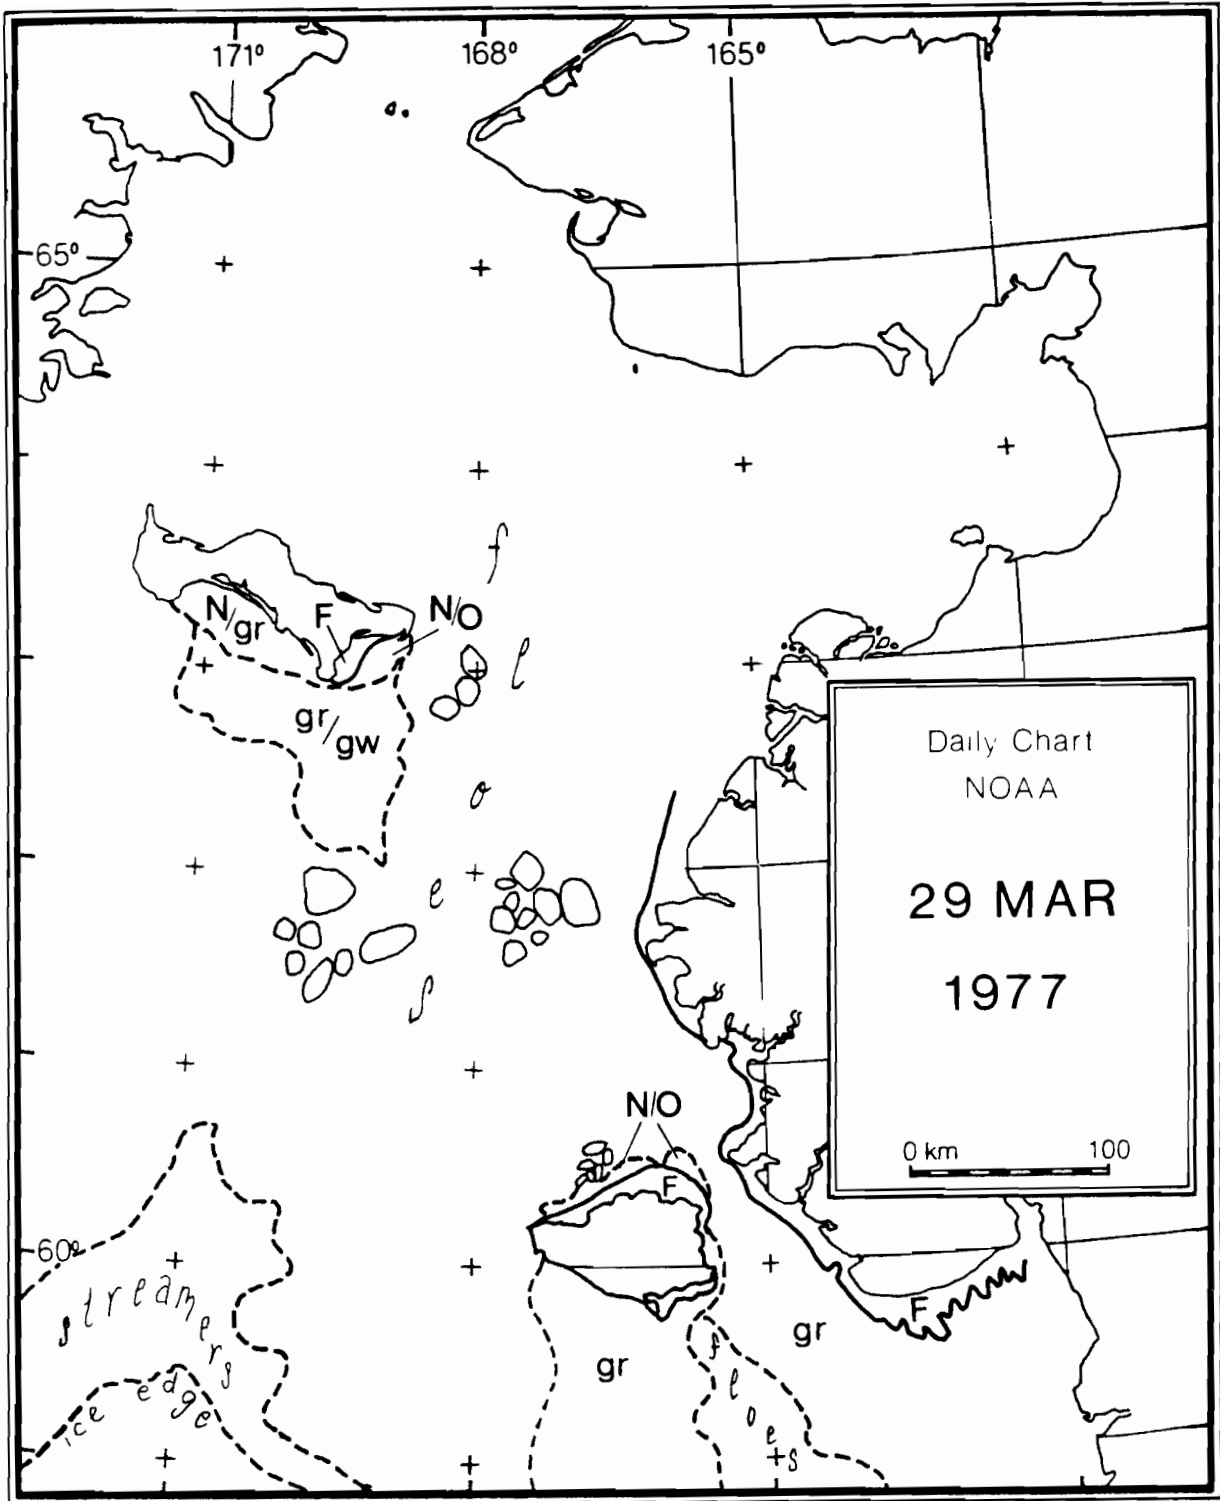 171° 168° 165°
65°
floes
N/gr
F
N/O
gr/gw
Daily Chart
NOAA
29 MAR
1977
0 km 100
N/O
F
60°
streamers
ice edge
F
gr
gr
floes